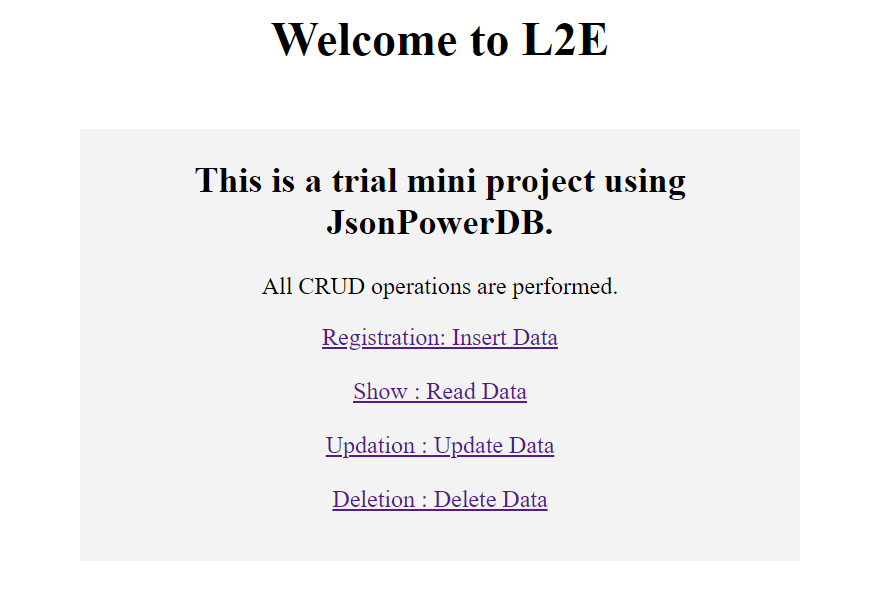 Welcome to L2E
This is a trial mini project using
JsonPowerDB.
All CRUD operations are performed.
Registration: Insert Data
Show : Read Data
Updation : Update Data
Deletion : Delete Data